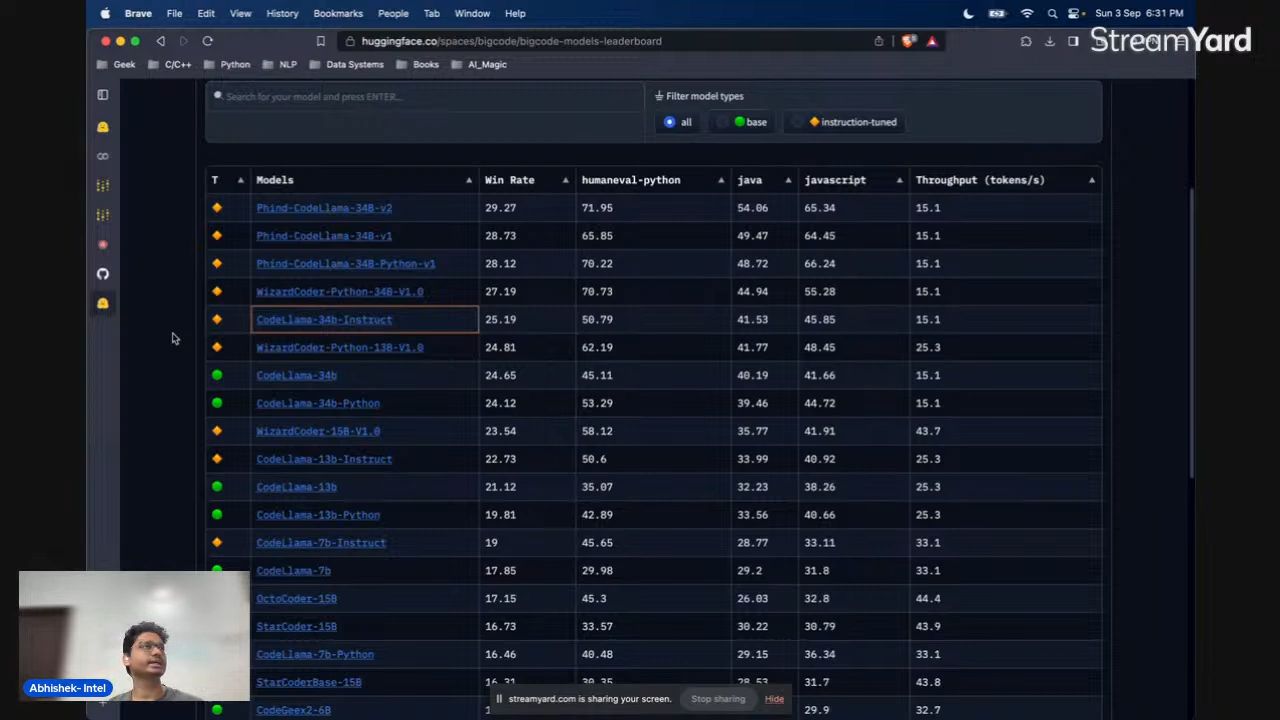 Brave File Edit View History Bookmarks People Tab Window Help Sun 3 Sep 6:31 PM
huggingface.co/spaces/bigcode/bigcode-models-leaderboard
StreamYard
Geek C/C++ Python NLP Data Systems Books AI_Magic
Search for your model and press ENTER...
Filter model types
all base instruction-tuned
T Models Win Rate humaneval-python java javascript Throughput (tokens/s)
Phind-CodeLlama-34B-v2 29.27 71.95 54.06 65.34 15.1
Phind-CodeLlama-34B-v1 28.73 65.85 49.47 64.45 15.1
Phind-CodeLlama-34B-Python-v1 28.12 70.22 48.72 66.24 15.1
WizardCoder-Python-34B-V1.0 27.19 70.73 44.94 55.28 15.1
CodeLlama-34b-Instruct 25.19 50.79 41.53 45.85 15.1
WizardCoder-Python-13B-V1.0 24.81 62.19 41.77 48.45 25.3
CodeLlama-34b 24.65 45.11 40.19 41.66 15.1
CodeLlama-34b-Python 24.12 53.29 39.46 44.72 15.1
WizardCoder-15B-V1.0 23.54 58.12 35.77 41.91 43.7
CodeLlama-13b-Instruct 22.73 50.6 33.99 40.92 25.3
CodeLlama-13b 21.12 35.07 32.23 38.26 25.3
CodeLlama-13b-Python 19.81 42.89 33.56 40.66 25.3
CodeLlama-7b-Instruct 19 45.65 28.77 33.11 33.1
CodeLlama-7b 17.85 29.98 29.2 31.8 33.1
OctoCoder-15B 17.15 45.3 26.03 32.8 44.4
StarCoder-15B 16.73 33.57 30.22 30.79 43.9
CodeLlama-7b-Python 16.46 40.48 29.15 36.34 33.1
StarCoderBase-15B 16.31 30.35 28.53 31.7 43.8
CodeGeex2-6B 29.9 32.7
streamyard.com is sharing your screen. Stop sharing Hide
Abhishek- Intel